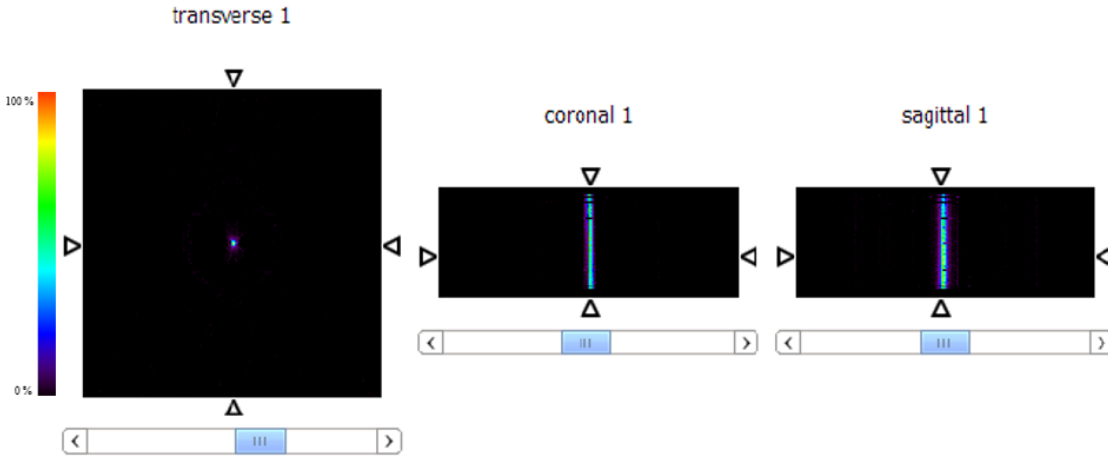 transverse 1
100 %
coronal 1
sagittal 1
0 %